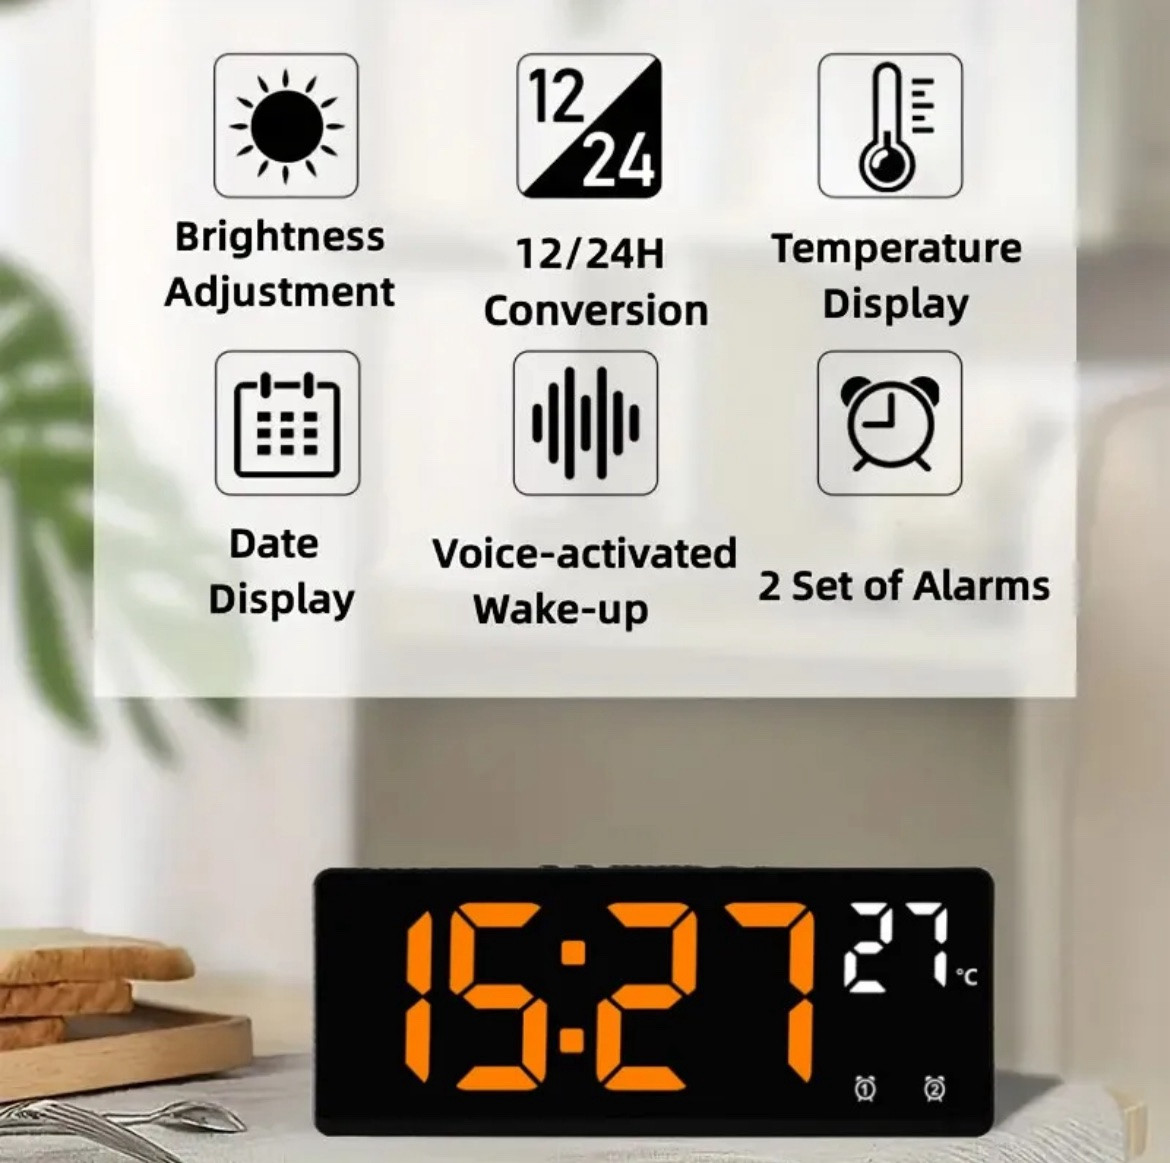 12
24
Brightness
Adjustment
12/24H
Conversion
Temperature
Display
Date
Display
Voice-activated
Wake-up
2 Set of Alarms
15:27
27
°C
1
2